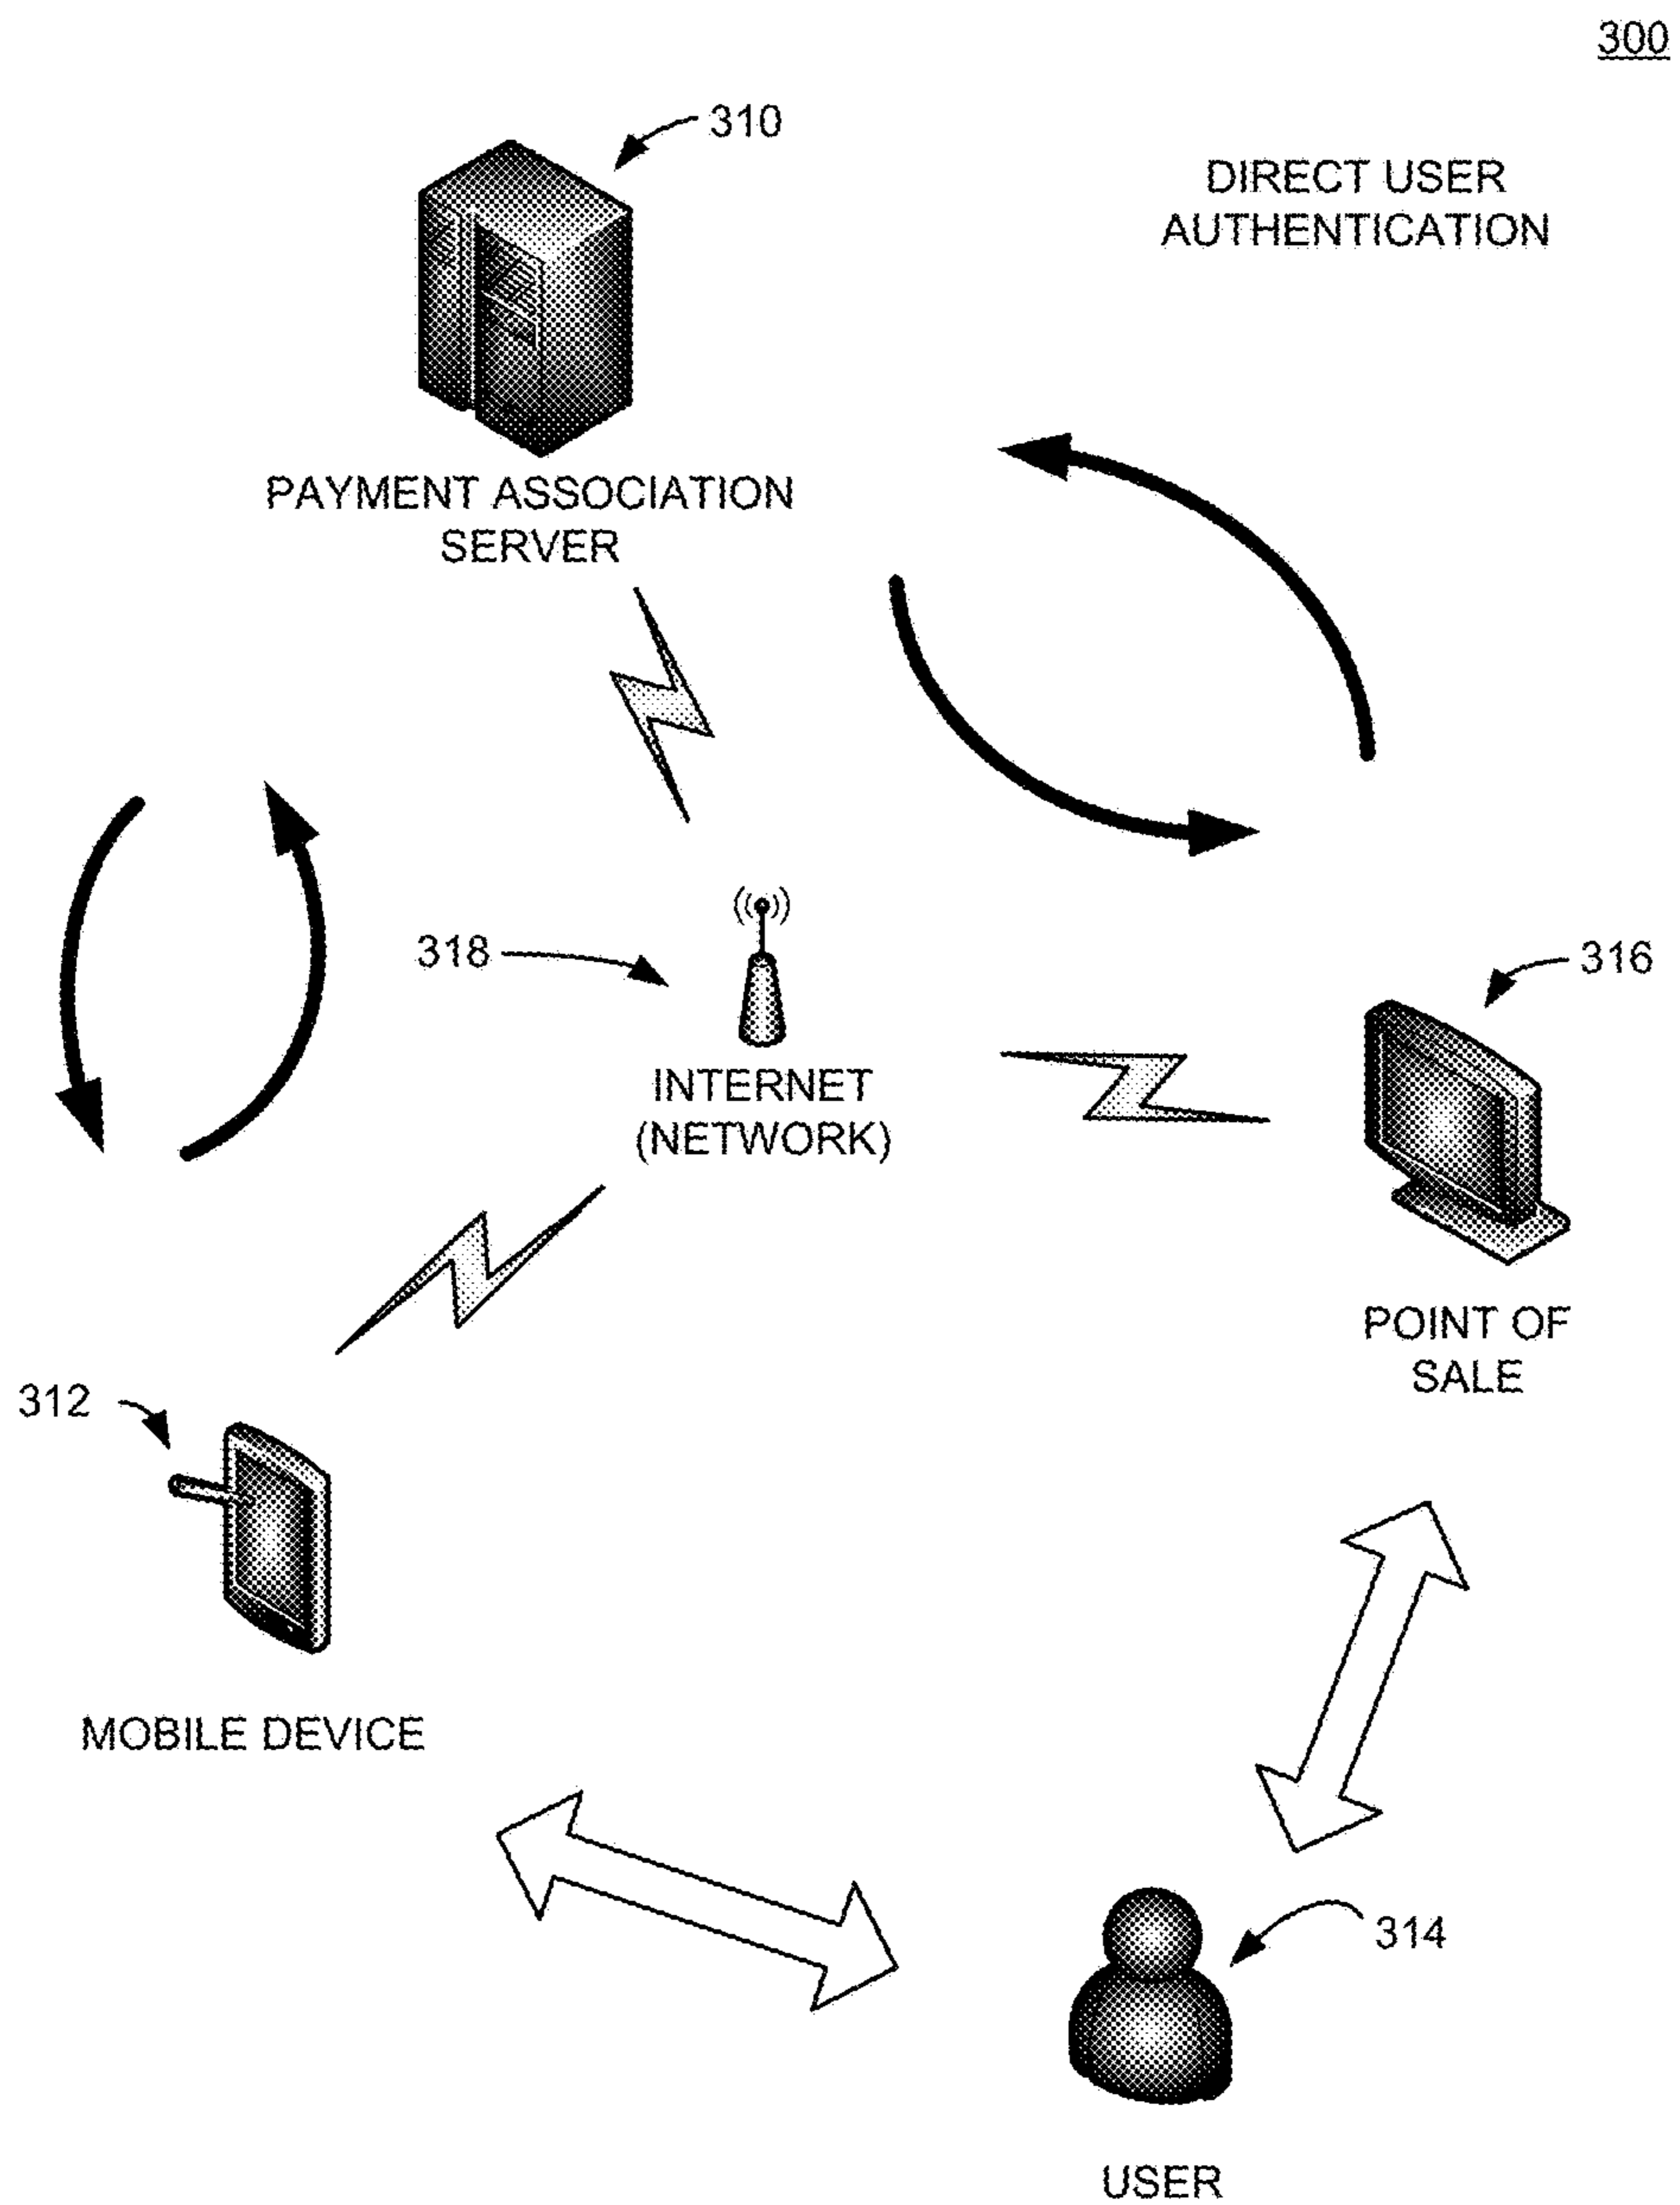 300
310
DIRECT USER
AUTHENTICATION
PAYMENT ASSOCIATION
SERVER
318
316
INTERNET
(NETWORK)
POINT OF
SALE
312
MOBILE DEVICE
314
USER